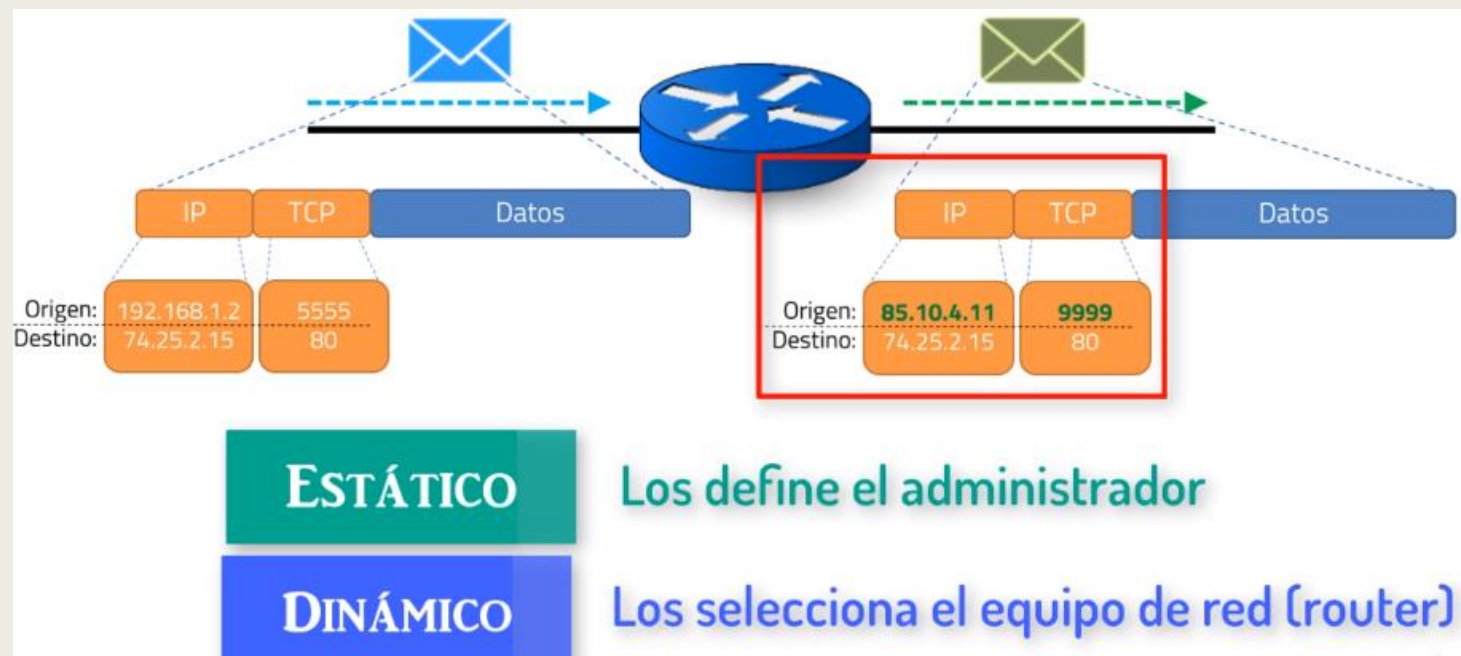 IP TCP Datos
IP TCP Datos
Origen: 192.168.1.2 5555
Destino: 74.25.2.15 80
Origen: 85.10.4.11 9999
Destino: 74.25.2.15 80
ESTÁTICO Los define el administrador
DINÁMICO Los selecciona el equipo de red (router)